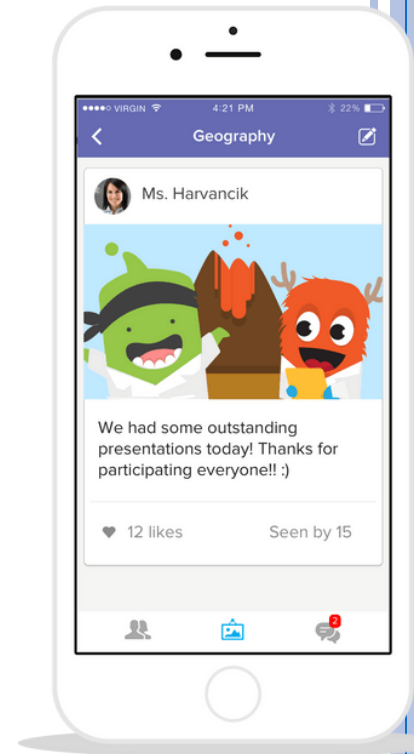 VIRGIN 4:21 PM 22%
Geography
Ms. Harvancik
We had some outstanding
presentations today! Thanks for
participating everyone!! :)
12 likes Seen by 15
2